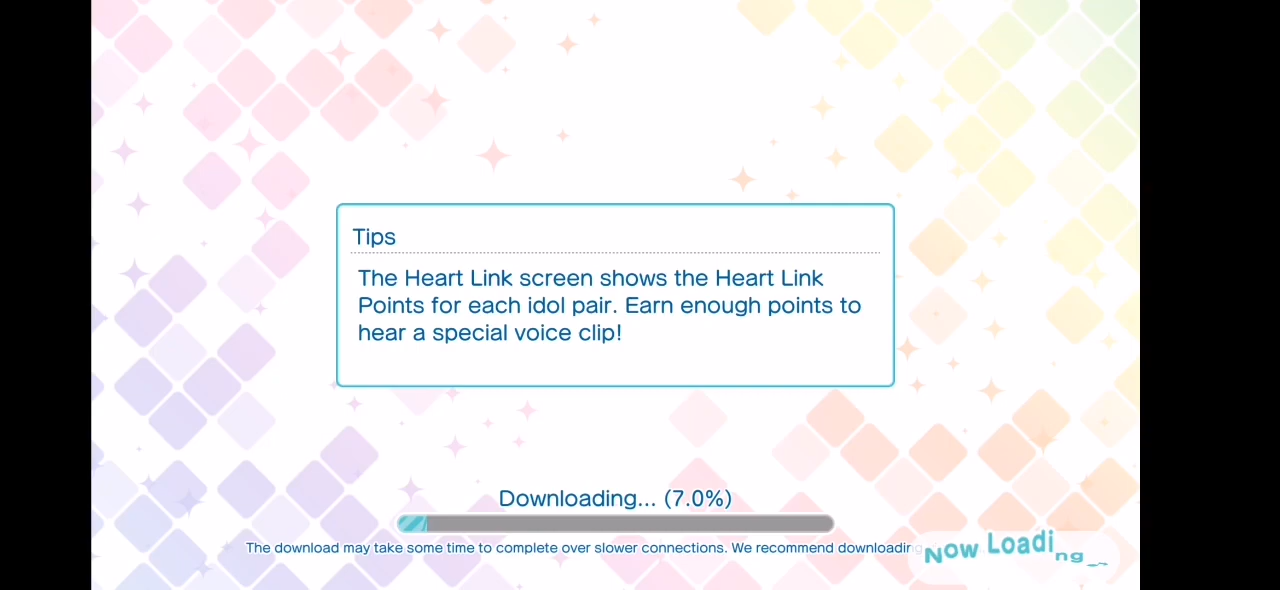 Tips
The Heart Link screen shows the Heart Link
Points for each idol pair. Earn enough points to
hear a special voice clip!
Downloading... (7.0%)
The download may take some time to complete over slower connections. We recommend downloading
Now Loading...